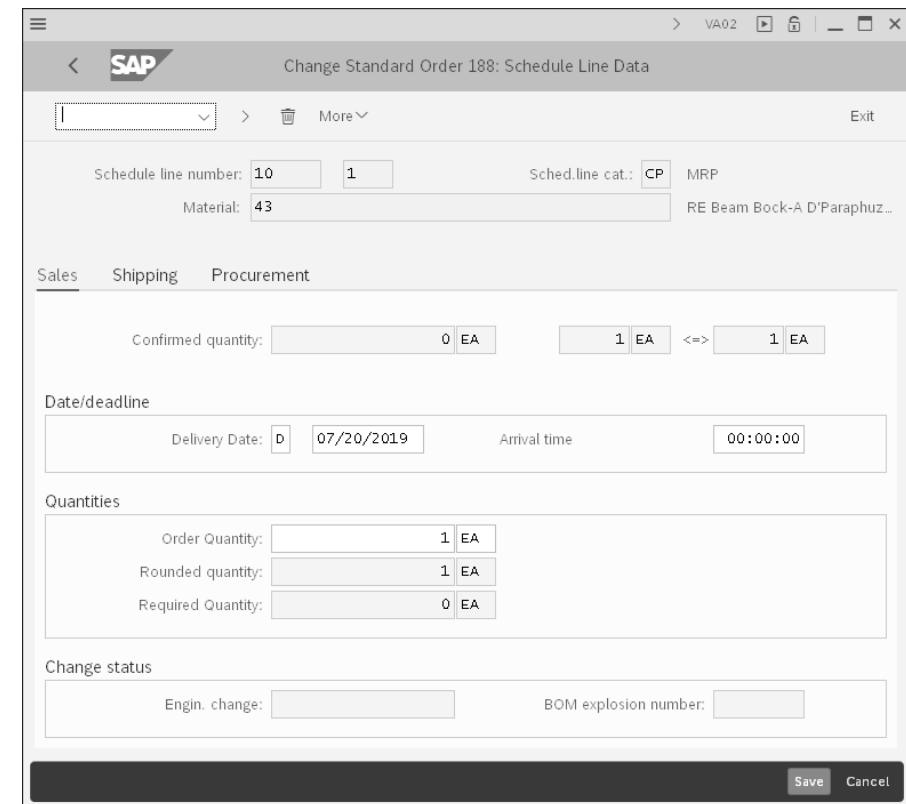 VA02
SAP Change Standard Order 188: Schedule Line Data
More Exit
Schedule line number: 10 1 Sched.line cat.: CP MRP
Material: 43 RE Beam Bock-A D'Paraphuz...
Sales Shipping Procurement
Confirmed quantity: 0 EA 1 EA <=> 1 EA
Date/deadline
Delivery Date: D 07/20/2019 Arrival time 00:00:00
Quantities
Order Quantity: 1 EA
Rounded quantity: 1 EA
Required Quantity: 0 EA
Change status
Engin. change: BOM explosion number:
Save Cancel